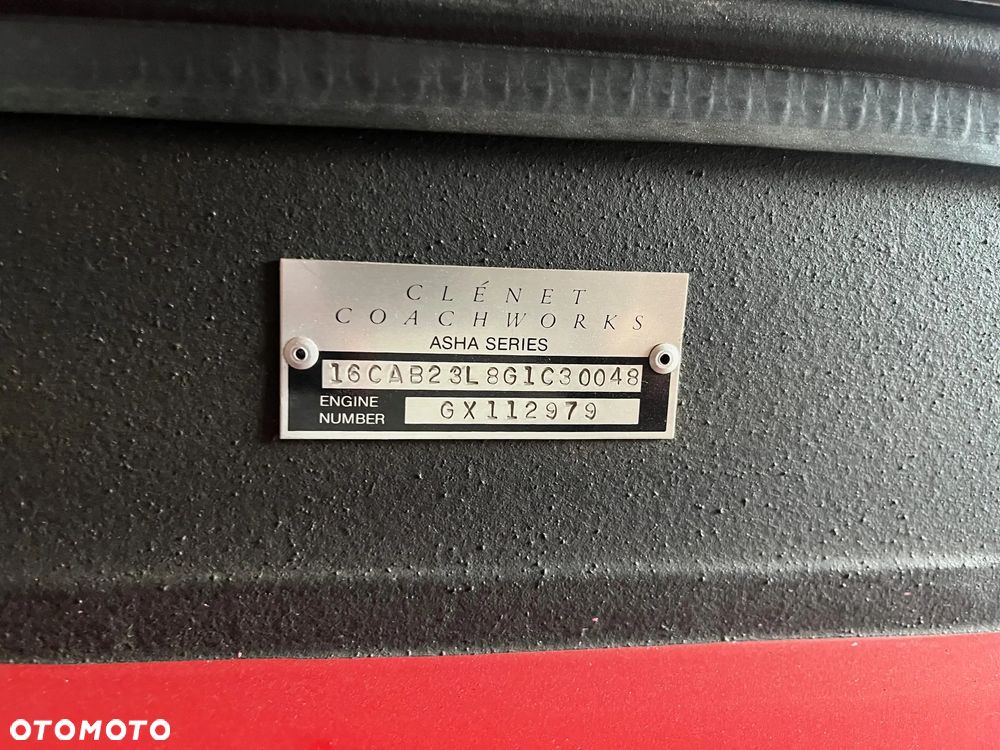 CLÉNET
COACHWORKS
ASHA SERIES
16CAB23L8G1C30048
ENGINE
NUMBER
GX112979
OTOMOTO